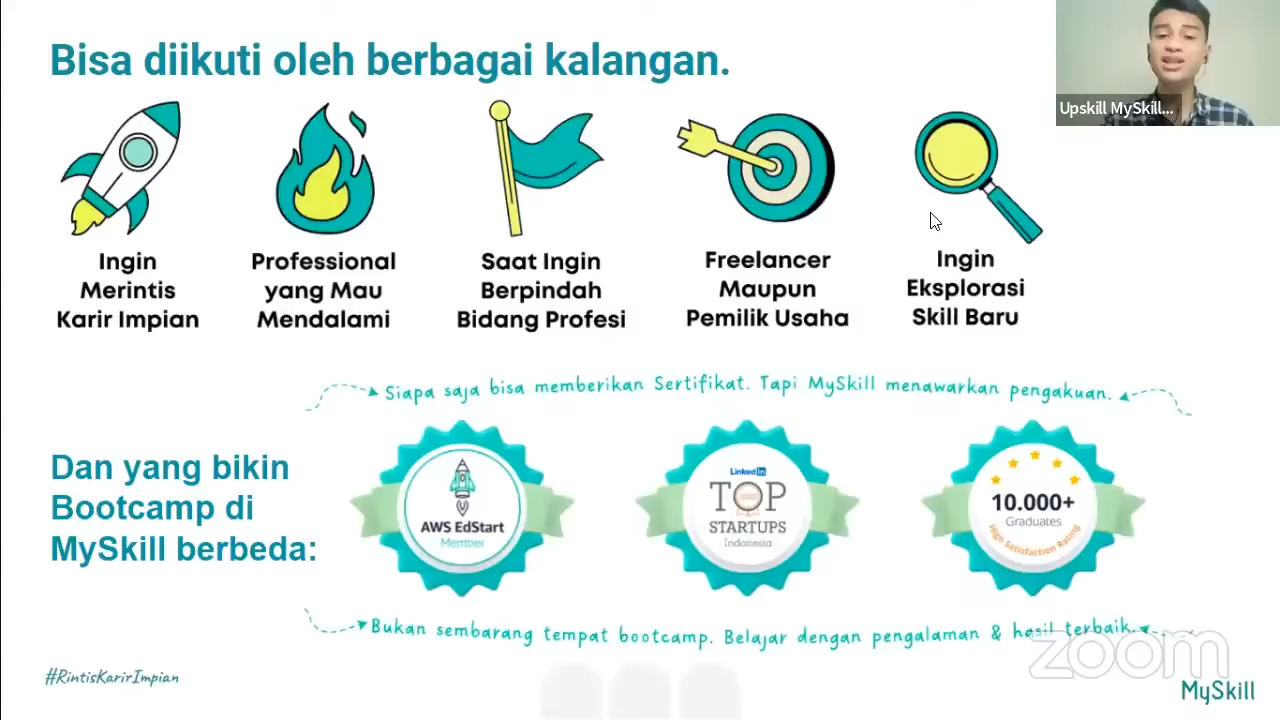 Bisa diikuti oleh berbagai kalangan.
Upskill MySkill...
Ingin
Merintis
Karir Impian
Professional
yang Mau
Mendalami
Saat Ingin
Berpindah
Bidang Profesi
Freelancer
Maupun
Pemilik Usaha
Ingin
Eksplorasi
Skill Baru
Siapa saja bisa memberikan Sertifikat. Tapi MySkill menawarkan pengakuan.
Dan yang bikin
Bootcamp di
MySkill berbeda:
AWS EdStart
Member
LinkedIn
TOP
STARTUPS
Indonesia
10.000+
Graduates
High Satisfaction Rating
Bukan sembarang tempat bootcamp. Belajar dengan pengalaman & hasil terbaik.
zoom
#RintisKarirImpian
MySkill